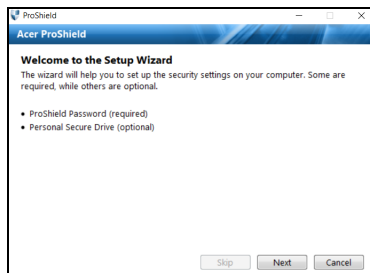 ProShield
Acer ProShield
Welcome to the Setup Wizard
The wizard will help you to set up the security settings on your computer. Some are
required, while others are optional.
• ProShield Password (required)
• Personal Secure Drive (optional)
Skip Next Cancel